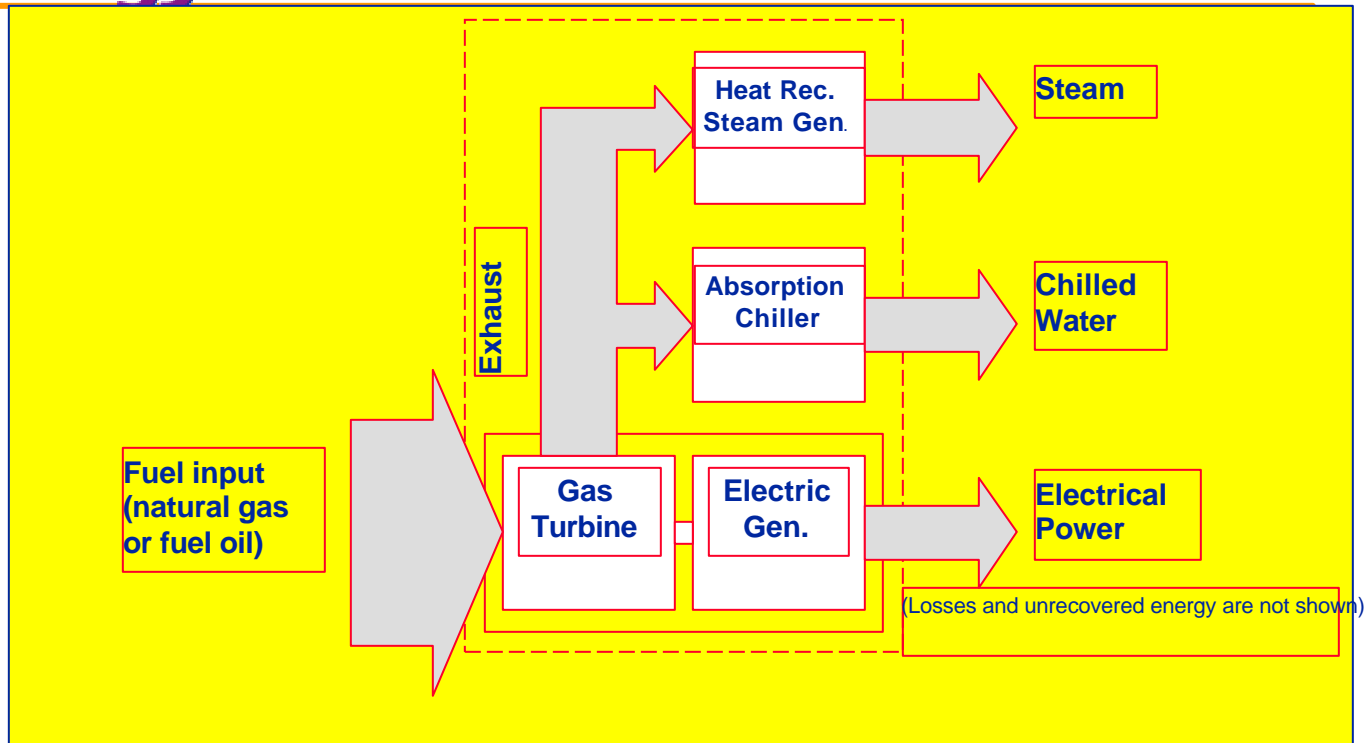 Heat Rec.
Steam Gen.
Steam
Exhaust
Absorption
Chiller
Chilled
Water
Fuel input
(natural gas
or fuel oil)
Gas
Turbine
Electric
Gen.
Electrical
Power
(Losses and unrecovered energy are not shown)